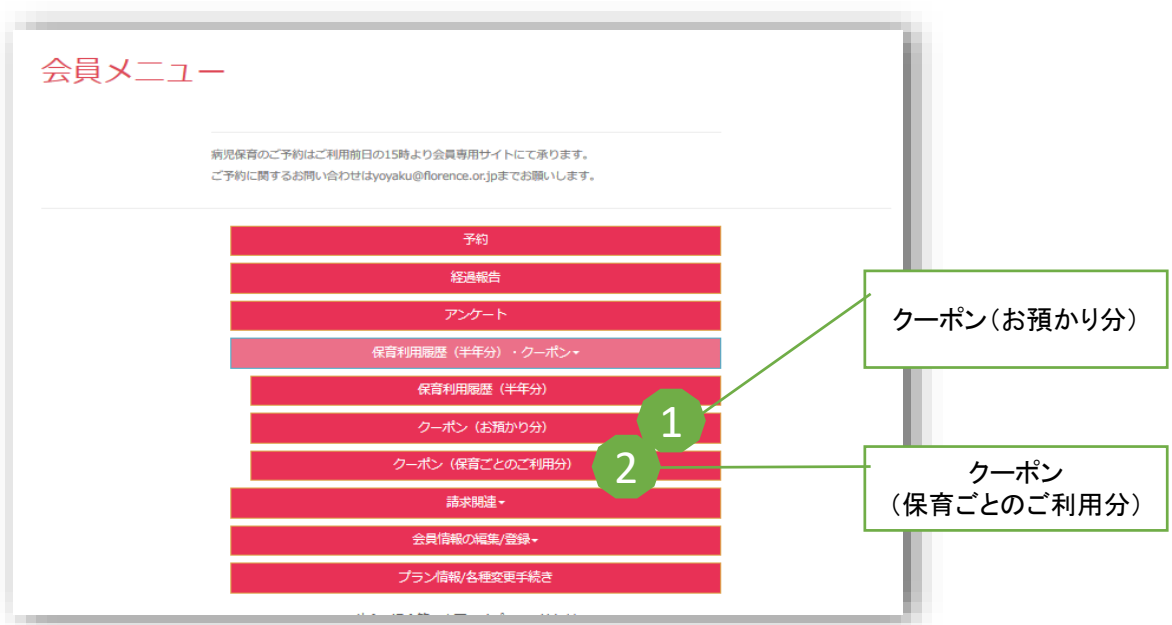 会員メニュー
病児保育のご予約はご利用前日の15時より会員専用サイトにて承ります。
ご予約に関するお問い合わせはyoyaku@florence.or.jpまでお願いします。
予約
経過報告
アンケート
保育利用履歴（半年分）・クーポン▾
保育利用履歴（半年分）
クーポン（お預かり分）
1
クーポン（お預かり分）
クーポン（保育ごとのご利用分）
2
クーポン
（保育ごとのご利用分）
請求関連▾
会員情報の編集/登録▾
プラン情報/各種変更手続き